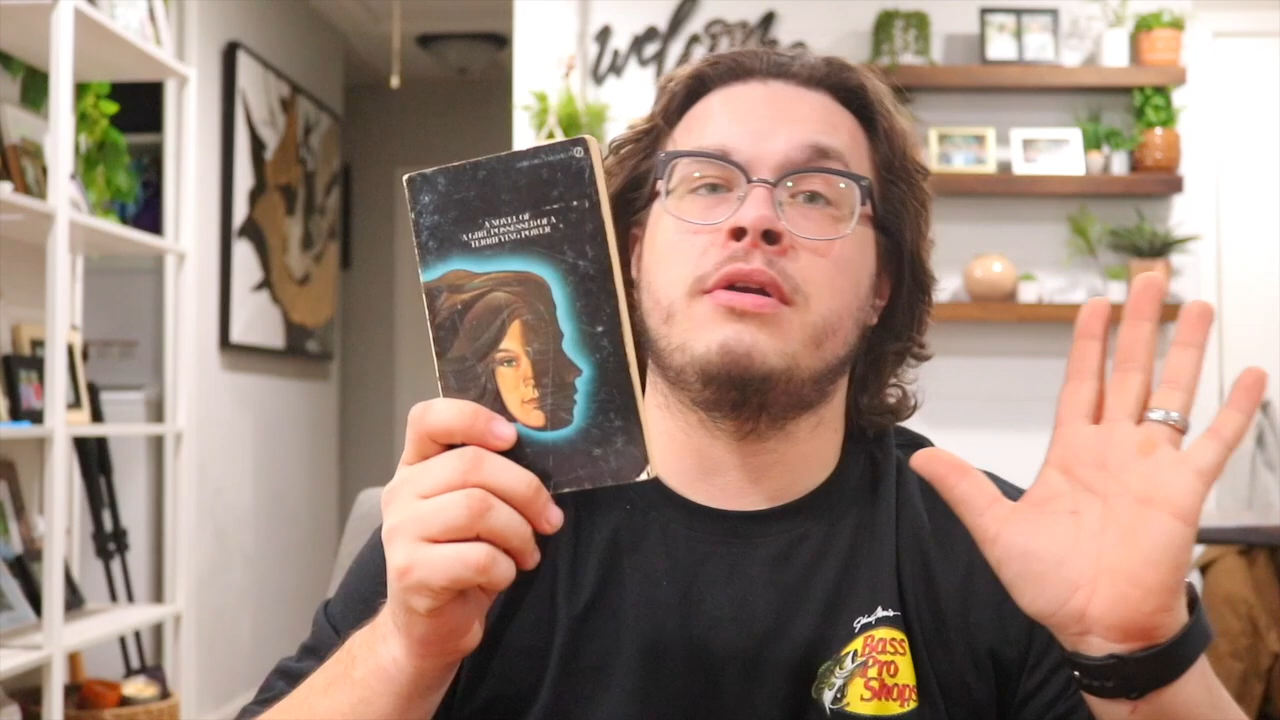 welcome
A NOVEL OF
A GIRL POSSESSED OF A
TERRIFYING POWER
Bass
Pro
Shops